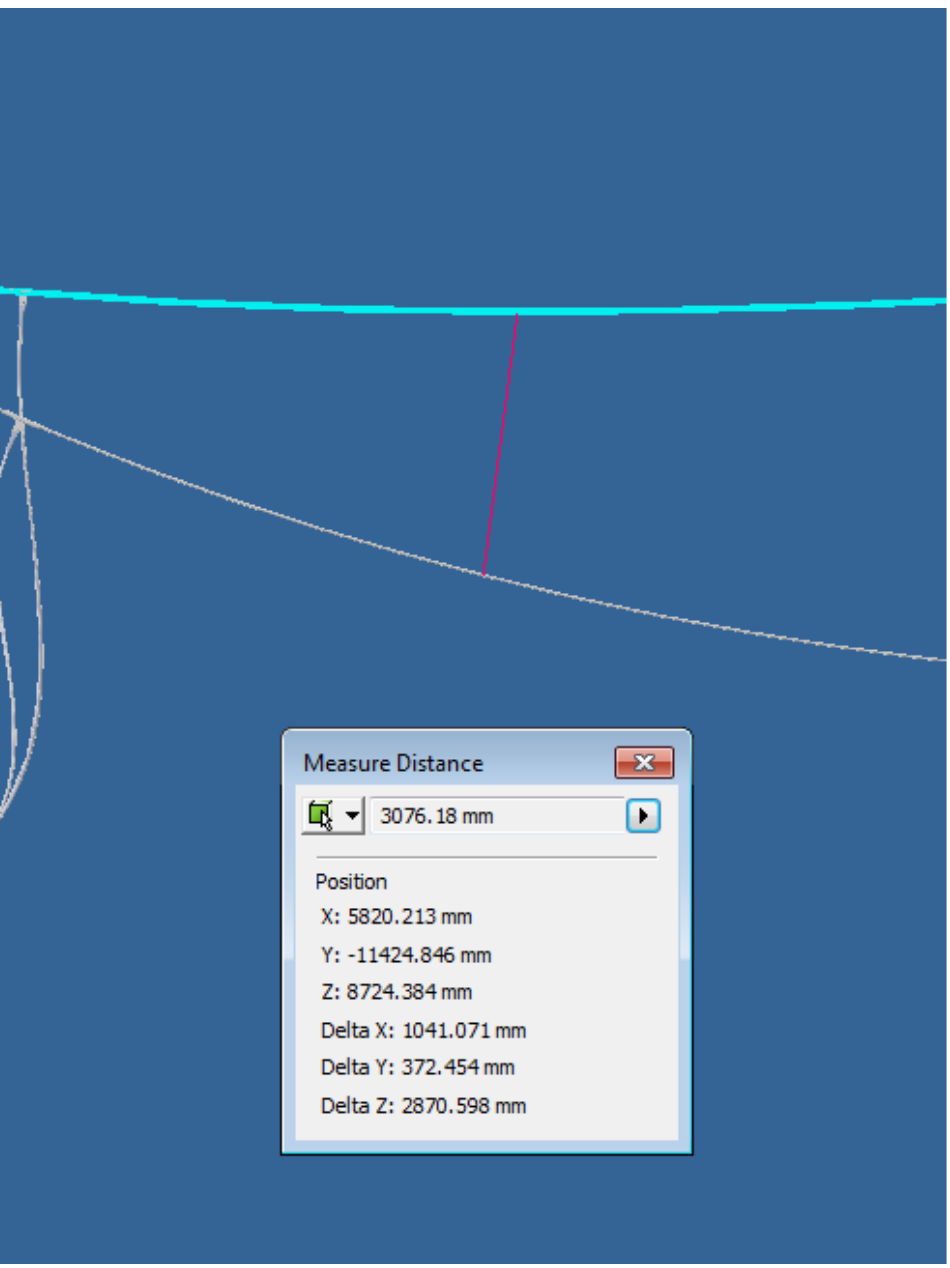 Measure Distance
3076.18 mm
Position
X: 5820.213 mm
Y: -11424.846 mm
Z: 8724.384 mm
Delta X: 1041.071 mm
Delta Y: 372.454 mm
Delta Z: 2870.598 mm